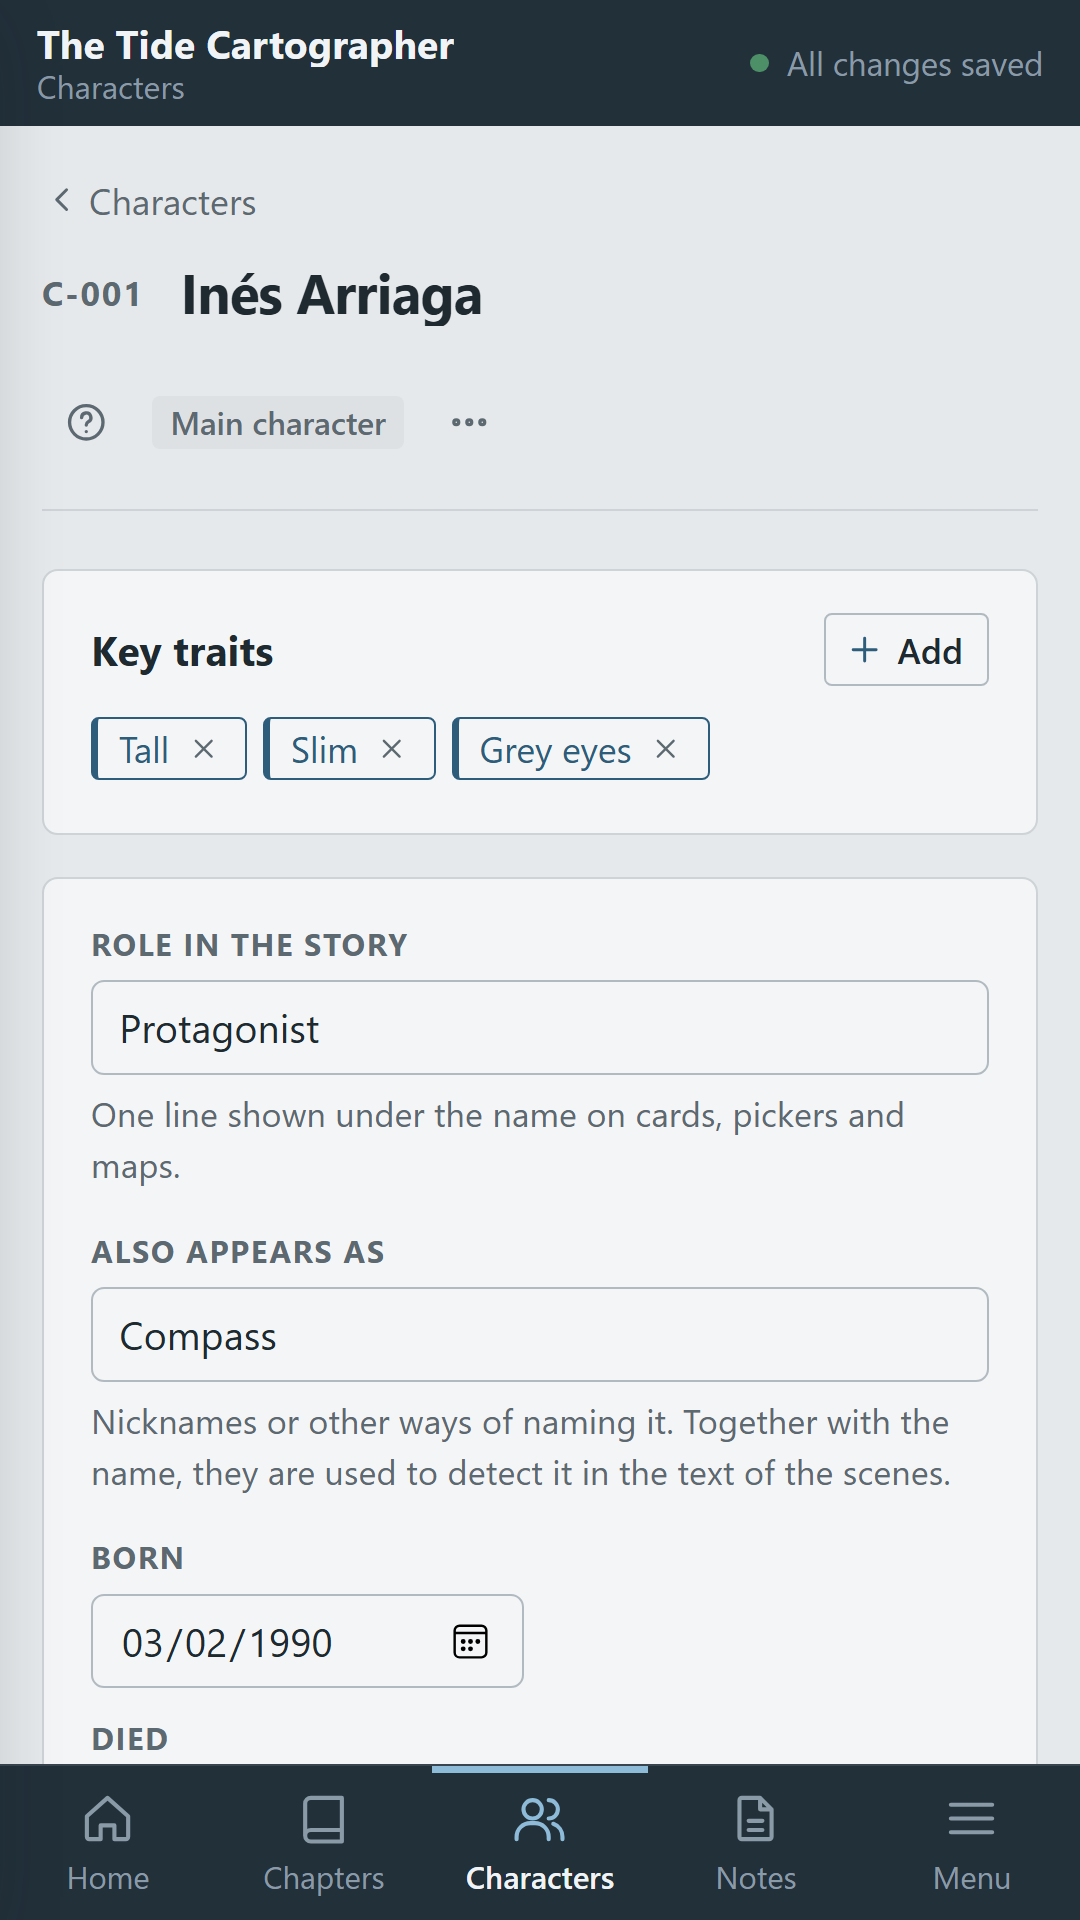 The Tide Cartographer
Characters
All changes saved
Characters
C-001 Inés Arriaga
Main character
Key traits
Add
Tall
Slim
Grey eyes
ROLE IN THE STORY
Protagonist
One line shown under the name on cards, pickers and
maps.
ALSO APPEARS AS
Compass
Nicknames or other ways of naming it. Together with the
name, they are used to detect it in the text of the scenes.
BORN
03/02/1990
DIED
Home
Chapters
Characters
Notes
Menu